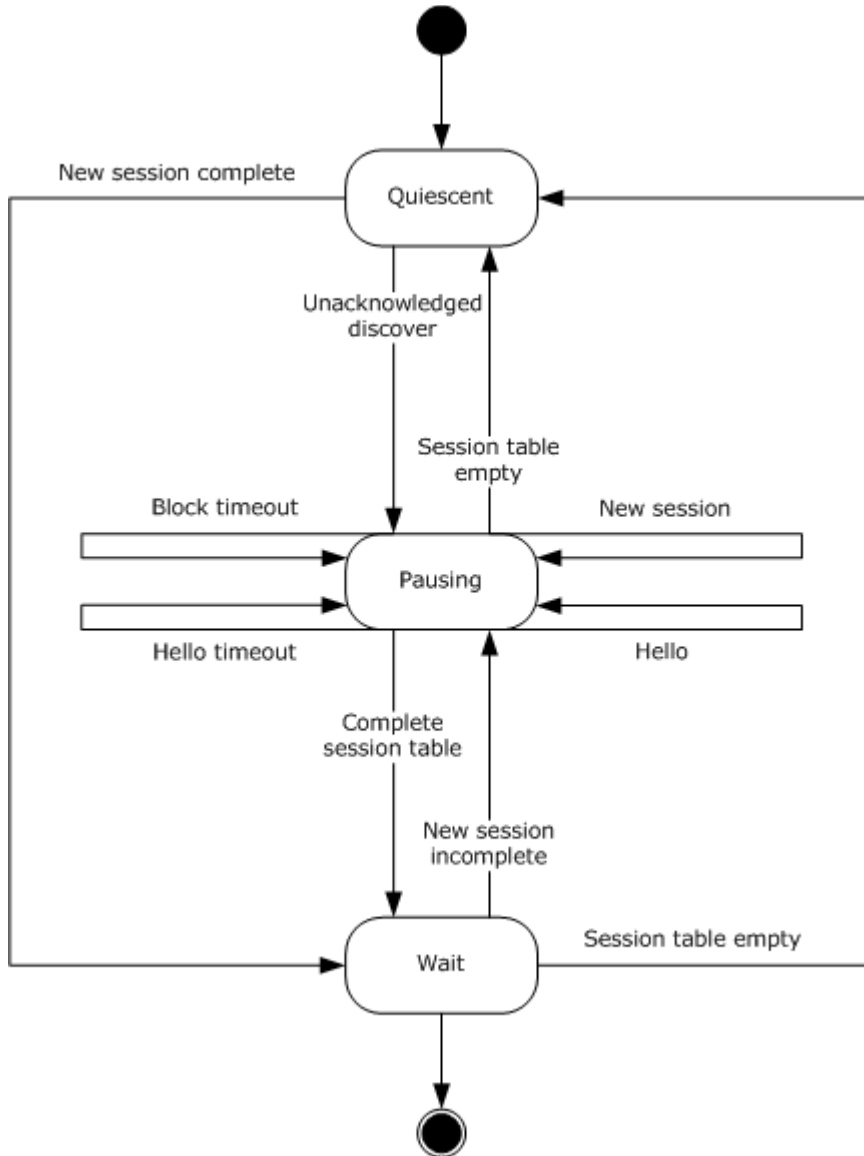 New session complete
Quiescent
Unacknowledged
discover
Session table
empty
Block timeout
New session
Pausing
Hello timeout
Hello
Complete
session table
New session
incomplete
Session table empty
Wait